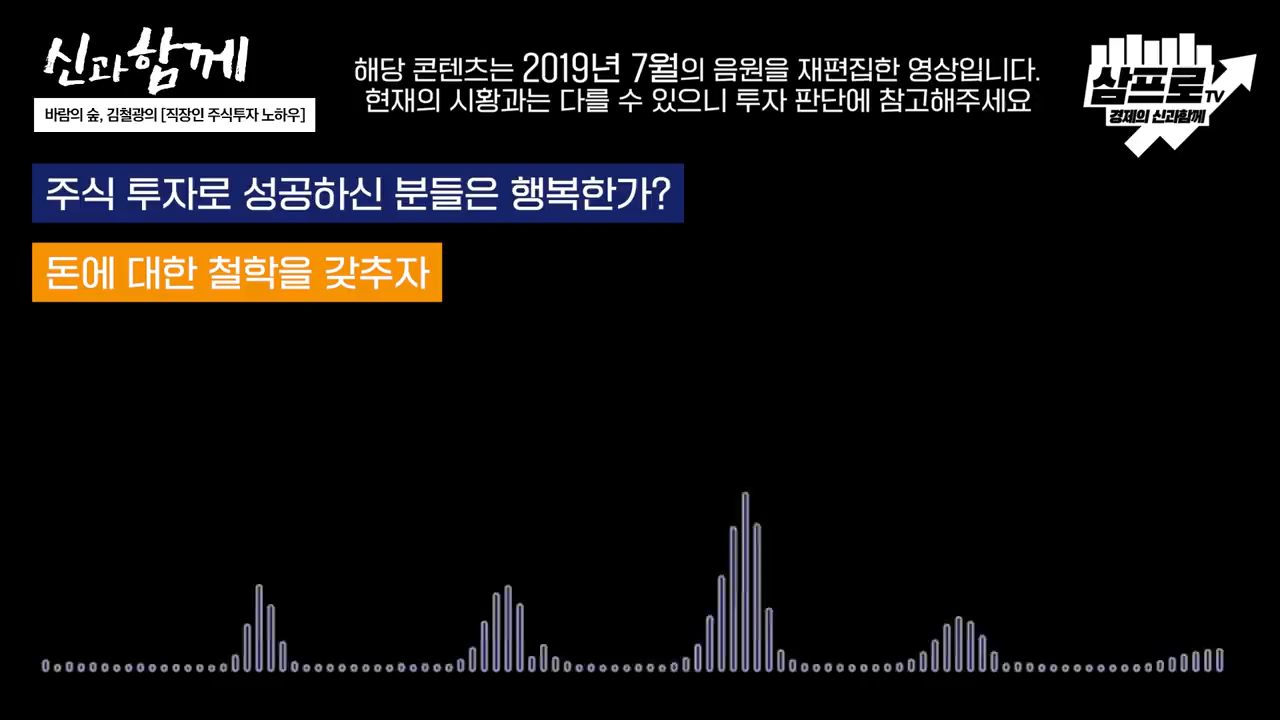 신과함께
바람의 숲, 김철광의 [직장인 주식투자 노하우]
해당 콘텐츠는 2019년 7월의 음원을 재편집한 영상입니다.
현재의 시황과는 다를 수 있으니 투자 판단에 참고해주세요
삼프로TV
경제의 신과함께
주식 투자로 성공하신 분들은 행복한가?
돈에 대한 철학을 갖추자